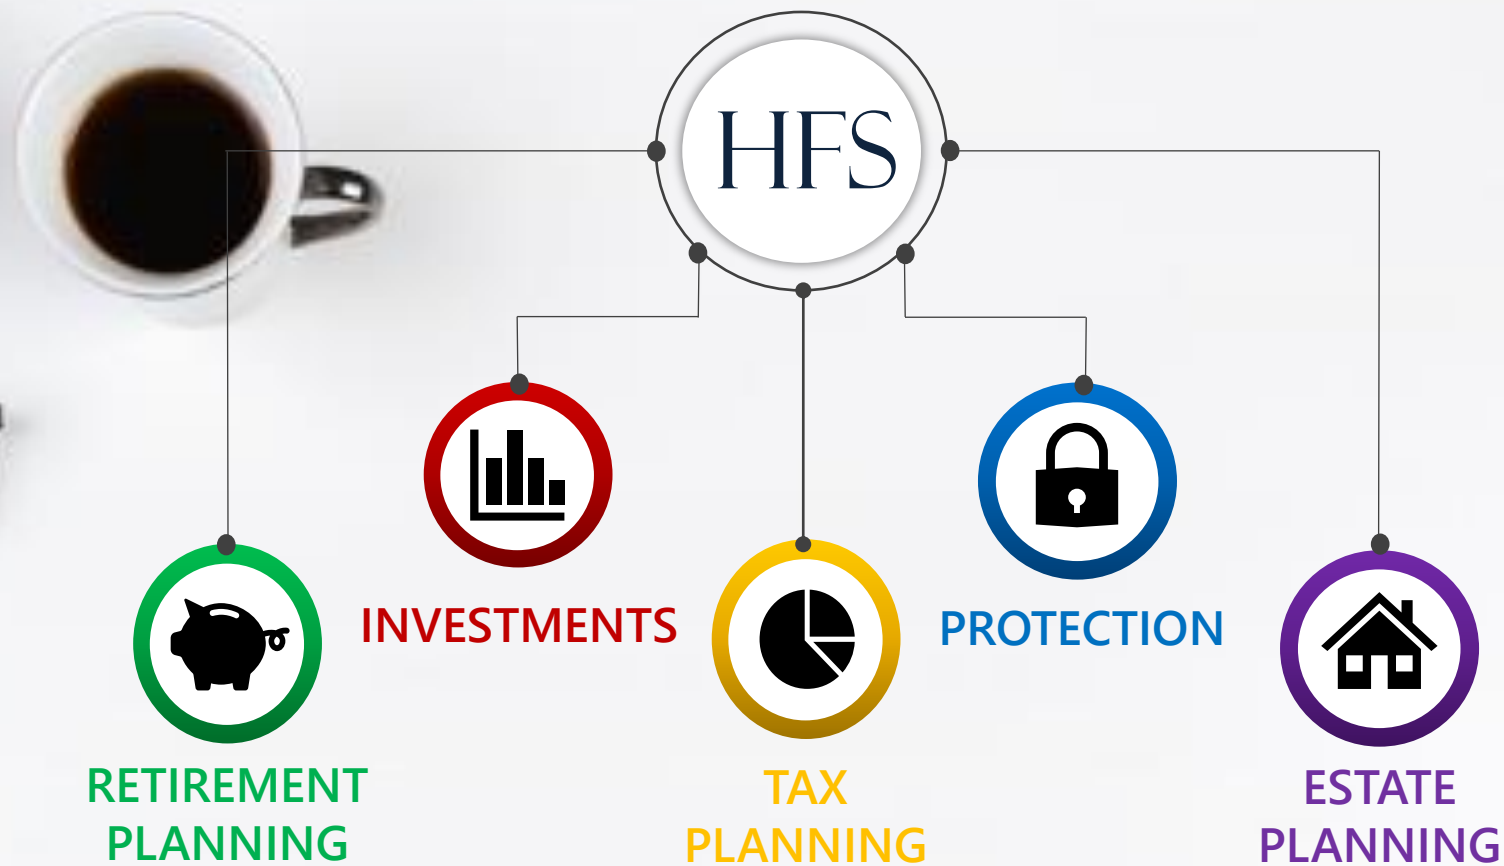 HFS
INVESTMENTS
PROTECTION
RETIREMENT
PLANNING
TAX
PLANNING
ESTATE
PLANNING